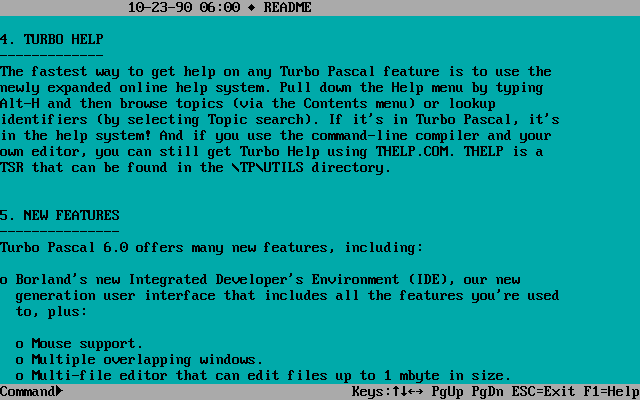 10-23-90 06:00 ♦ README
4. TURBO HELP
-------------
The fastest way to get help on any Turbo Pascal feature is to use the
newly expanded online help system. Pull down the Help menu by typing
Alt-H and then browse topics (via the Contents menu) or lookup
identifiers (by selecting Topic search). If it's in Turbo Pascal, it's
in the help system! And if you use the command-line compiler and your
own editor, you can still get Turbo Help using THELP.COM. THELP is a
TSR that can be found in the \TP\UTILS directory.
5. NEW FEATURES
---------------
Turbo Pascal 6.0 offers many new features, including:
o Borland's new Integrated Developer's Environment (IDE), our new
generation user interface that includes all the features you're used
to, plus:
o Mouse support.
o Multiple overlapping windows.
o Multi-file editor that can edit files up to 1 mbyte in size.
Command► Keys:↑↓←→ PgUp PgDn ESC=Exit F1=Help